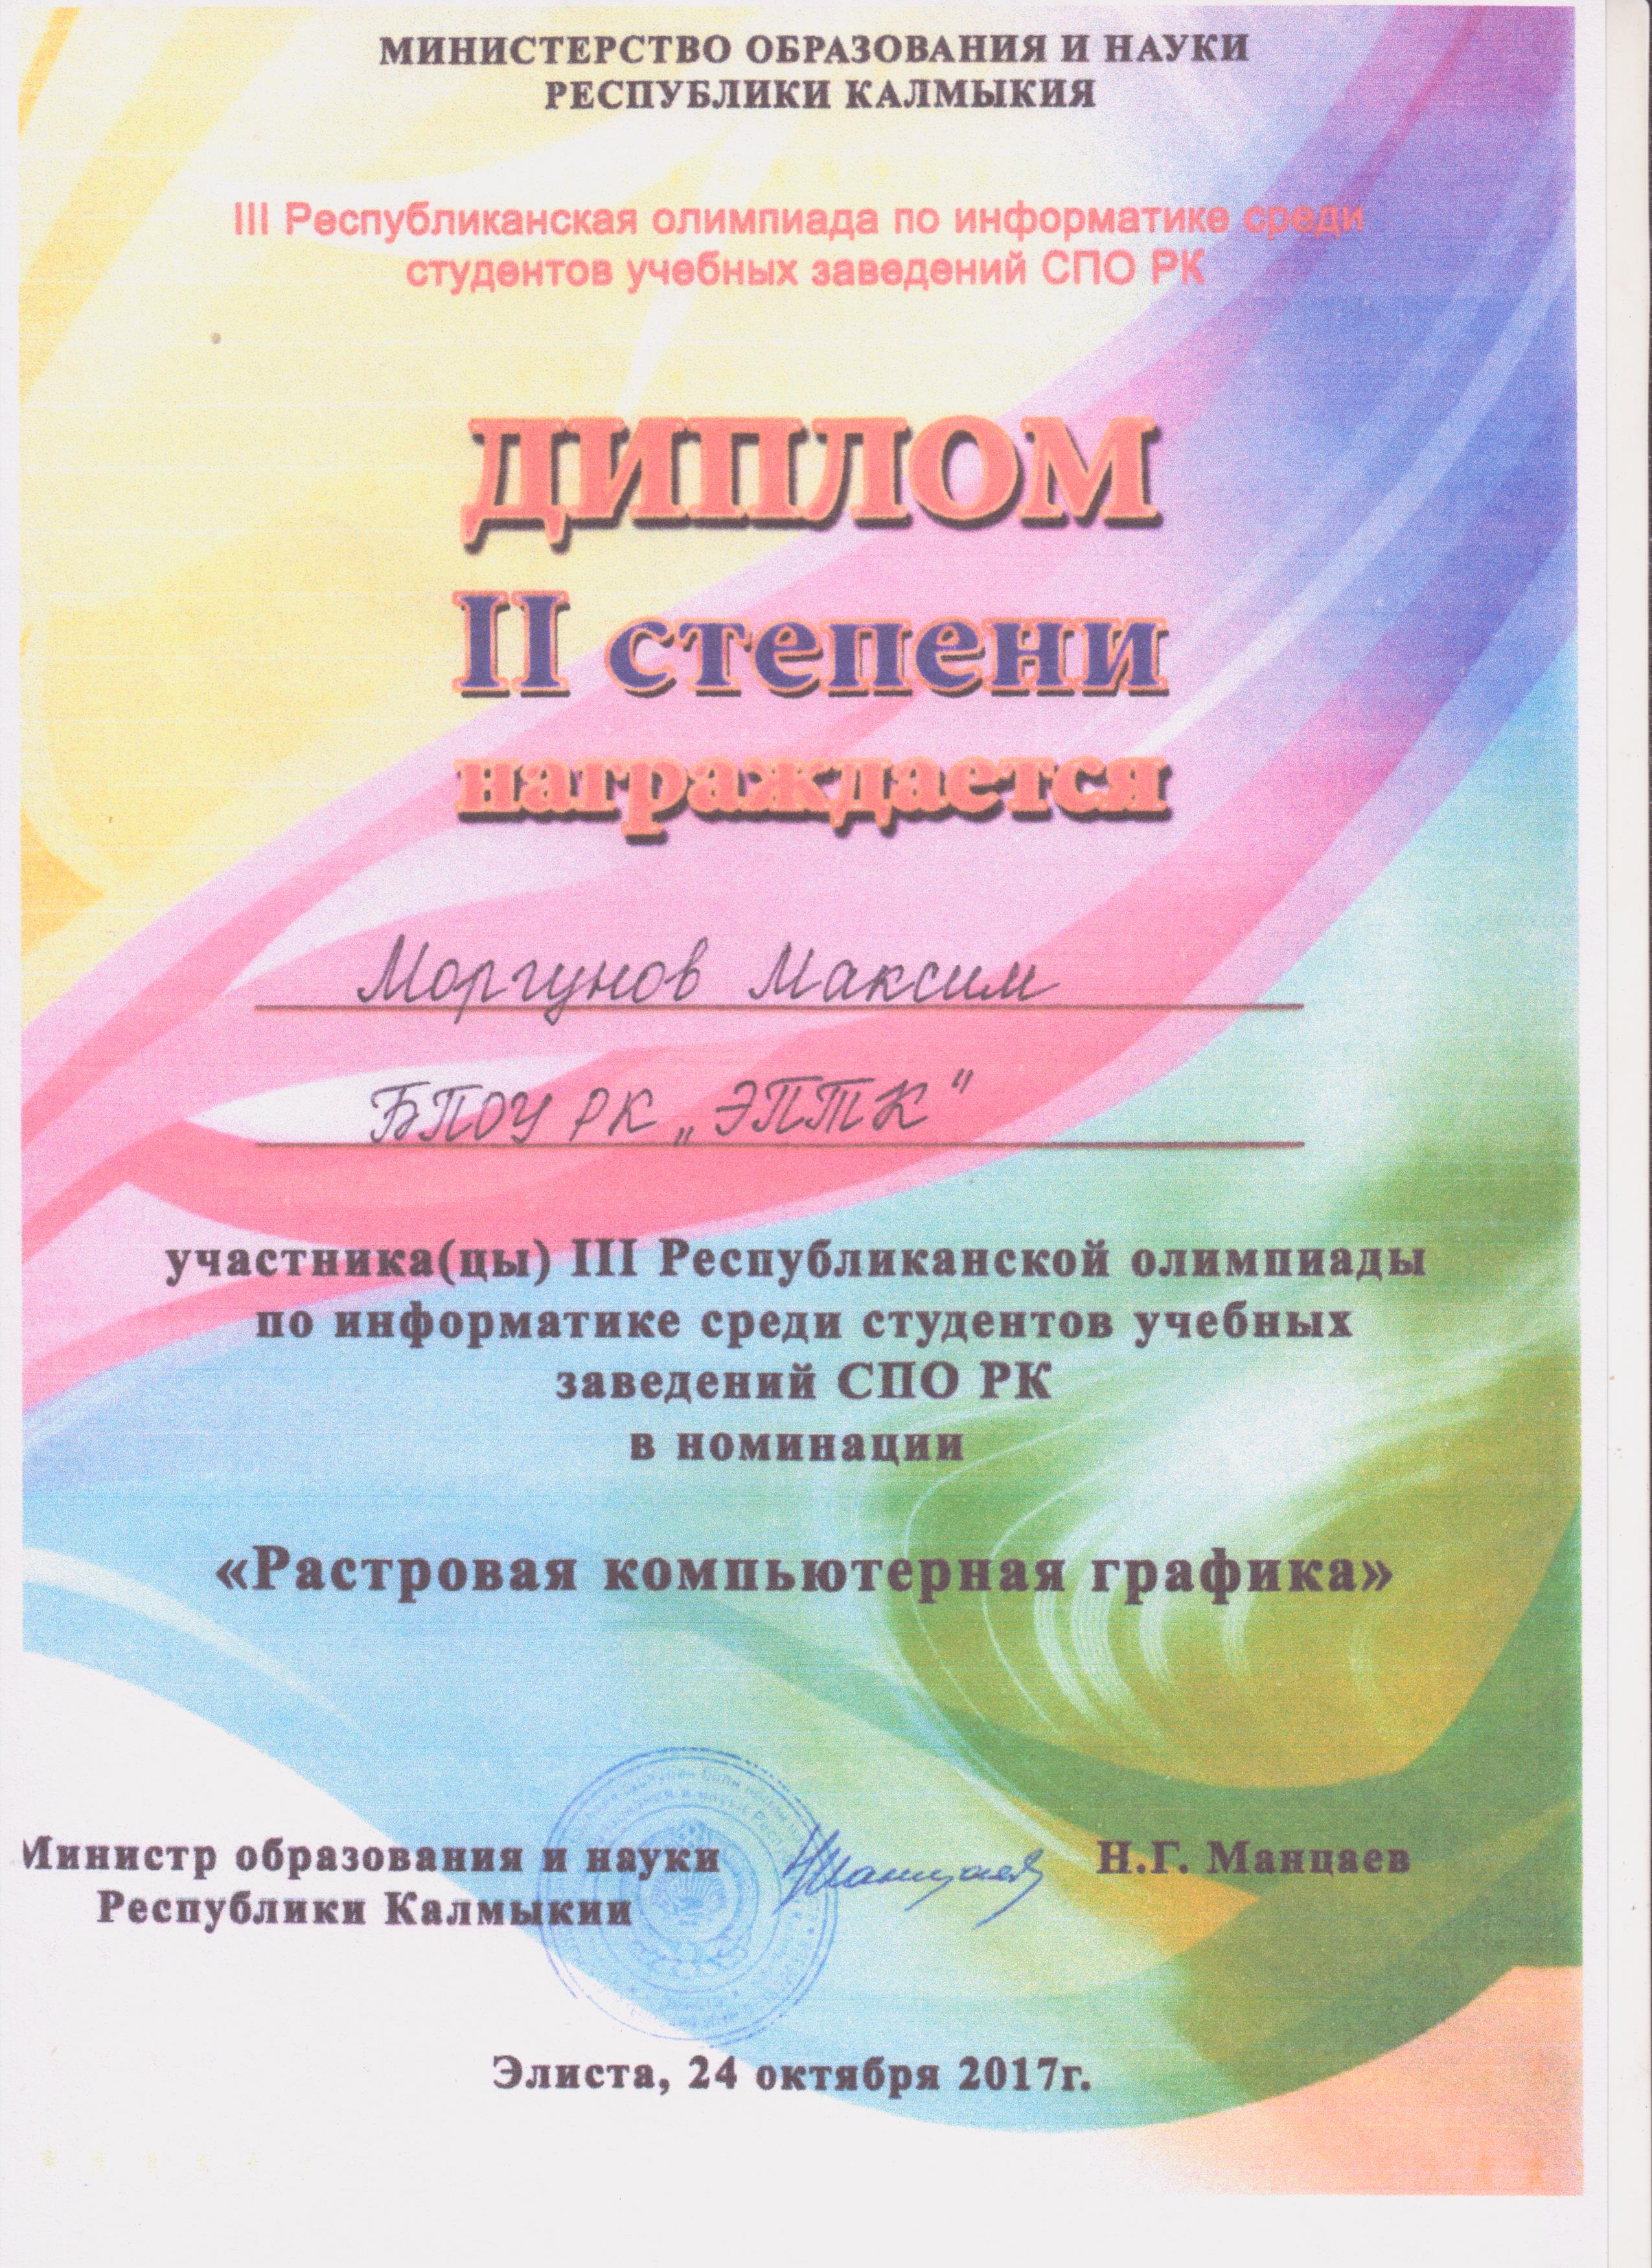 МИНИСТЕРСТВО ОБРАЗОВАНИЯ И НАУКИ
РЕСПУБЛИКИ КАЛМЫКИЯ
III Республиканская олимпиада по информатике среди
студентов учебных заведений СПО РК
ДИПЛОМ
II степени
награждается
Моргунов Максим
БПОУ РК „ЭПТК"
участника(цы) III Республиканской олимпиады
по информатике среди студентов учебных
заведений СПО РК
в номинации
«Растровая компьютерная графика»
Министр образования и науки Н.Г. Манцаев
Республики Калмыкии
Элиста, 24 октября 2017г.